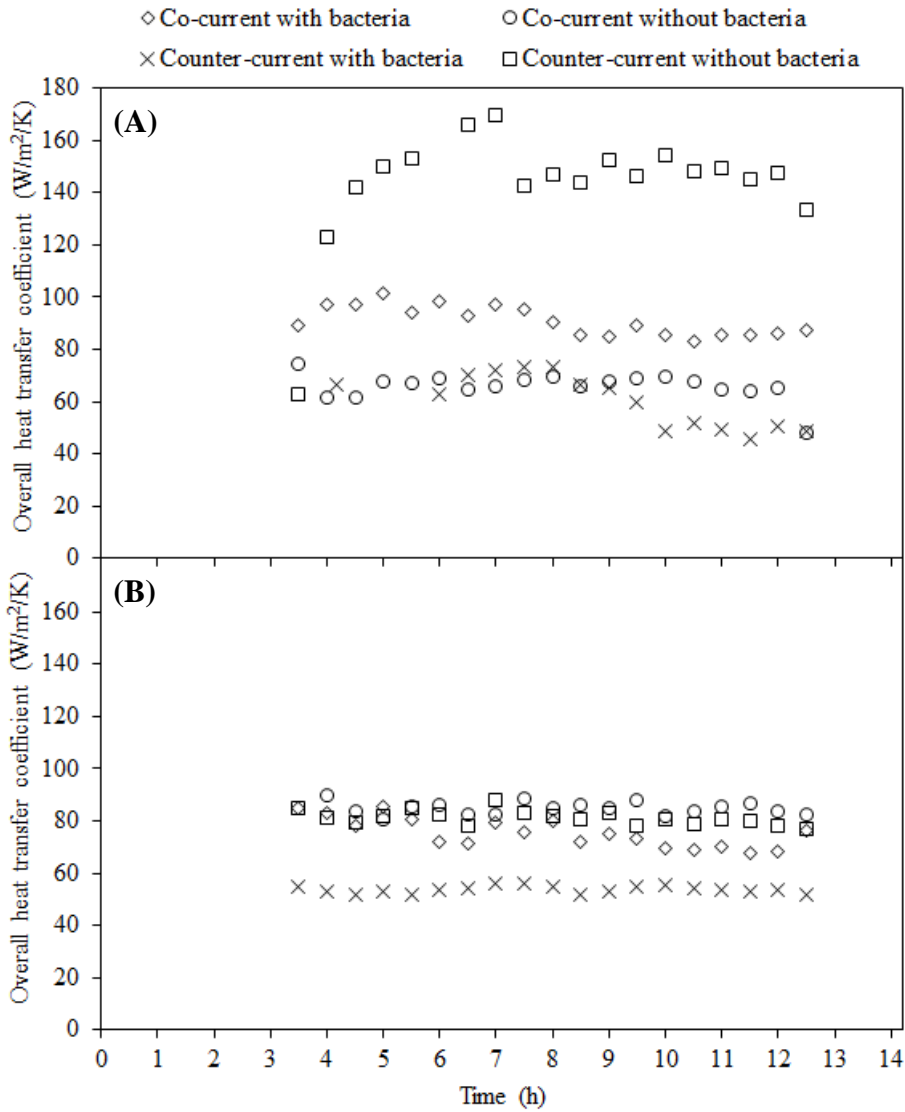 Co-current with bacteria Co-current without bacteria
Counter-current with bacteria Counter-current without bacteria
180
160
140
120
100
80
60
40
20
0
Overall heat transfer coefficient (W/m²/K)
(A)
160
140
120
100
80
60
40
20
0
Overall heat transfer coefficient (W/m²/K)
(B)
0 1 2 3 4 5 6 7 8 9 10 11 12 13 14
Time (h)